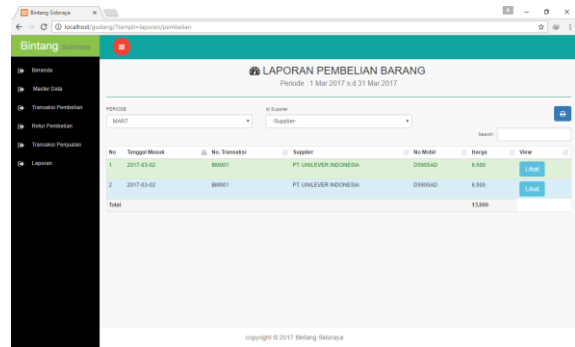 Bintang Sidoraya
localhost/gudang/?tampil=laporan/pembelian
Bintang Sidoraya
Beranda
Master Data
Transaksi Pembelian
Retur Pembelian
Transaksi Penjualan
Laporan
LAPORAN PEMBELIAN BARANG
Periode : 1 Mar 2017 s.d 31 Mar 2017
PERIODE
Id Supplier
MART
-Supplier-
Search:
No Tanggal Masuk No. Transaksi Supplier No Mobil Harga View
1 2017-03-02 BM001 PT. UNILEVER INDONESIA D5905AD 6,500 Lihat
2 2017-03-02 BM001 PT. UNILEVER INDONESIA D5905AD 6,500 Lihat
Total 13,000
copyright © 2017 Bintang Sidoraya